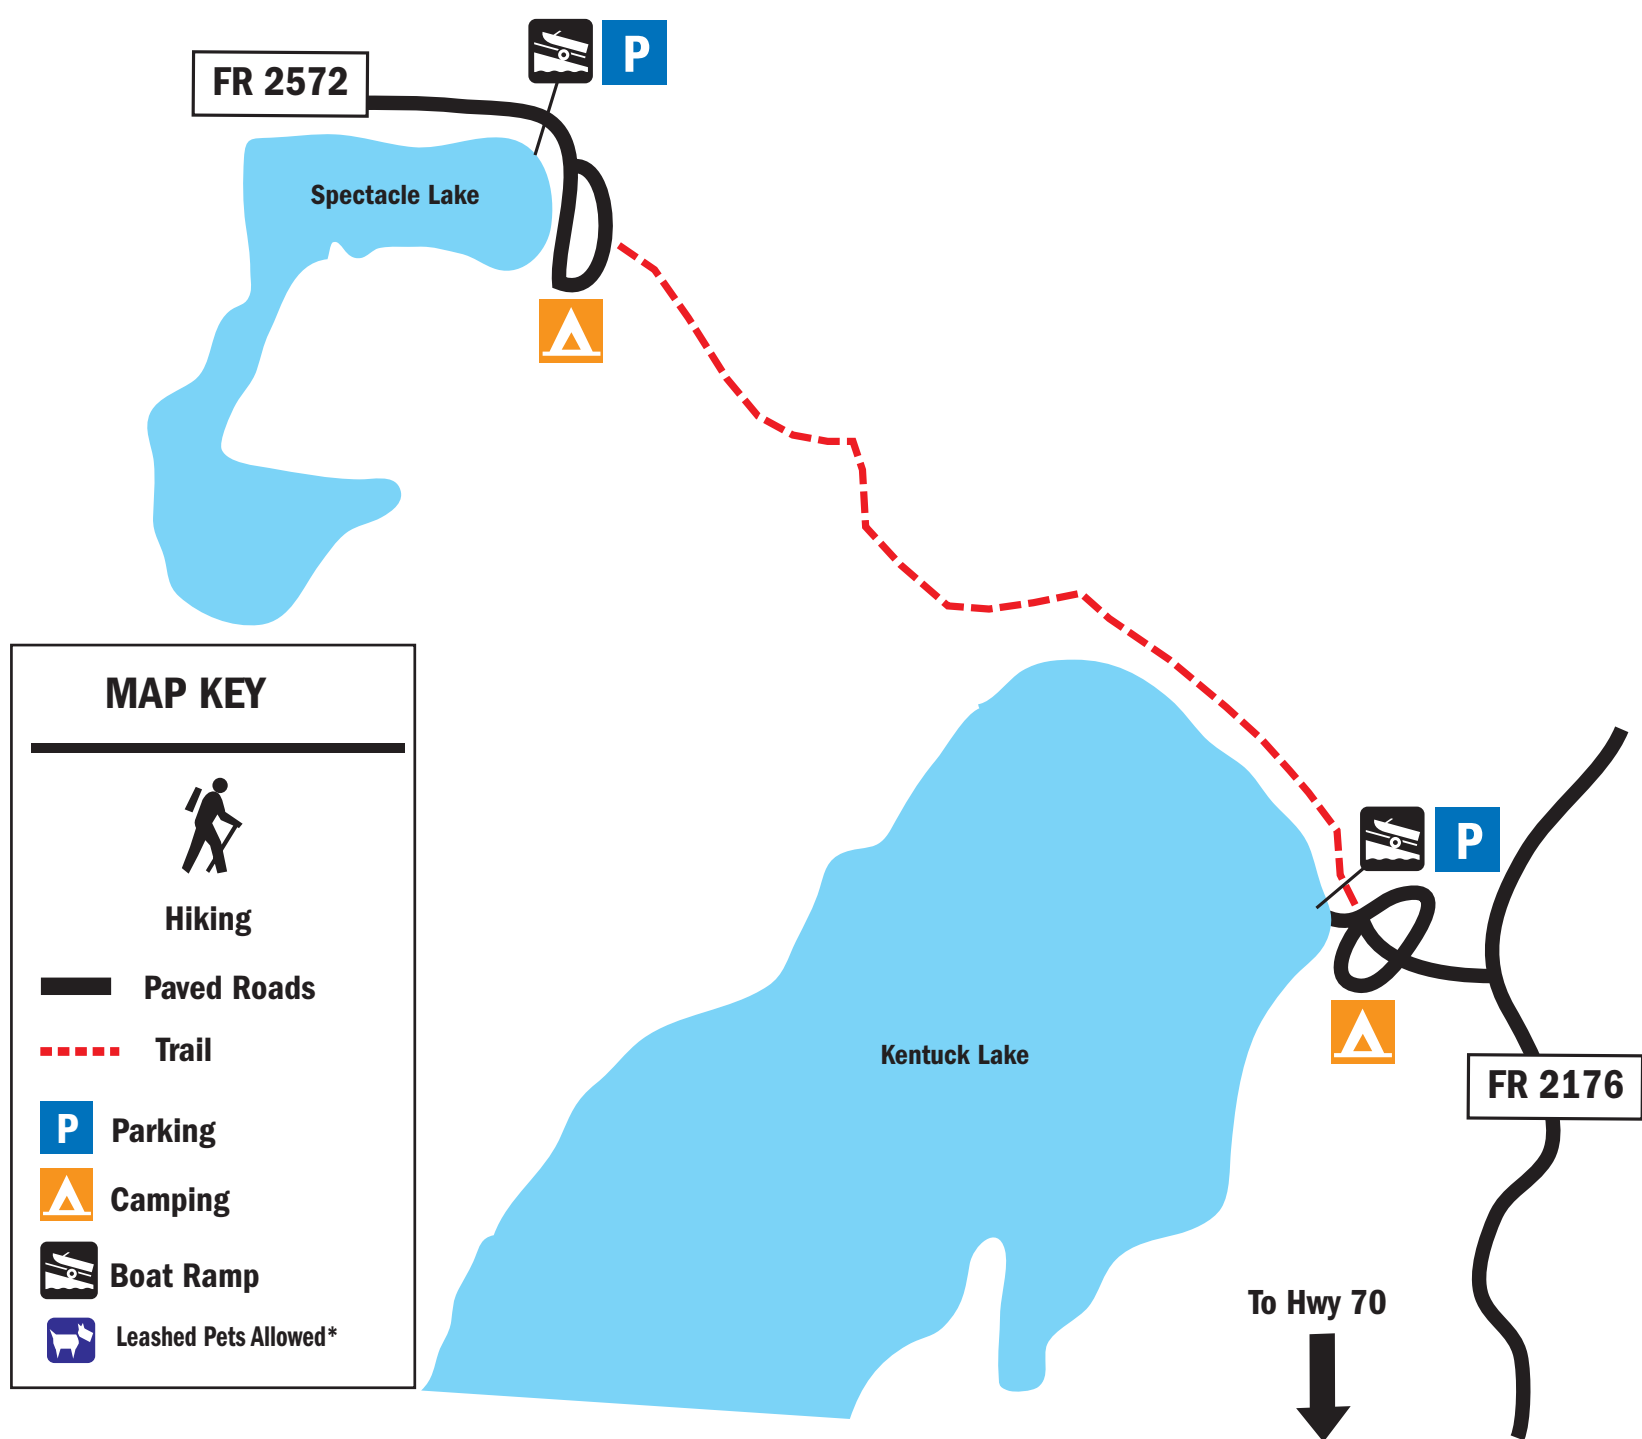 FR 2572
P
Spectacle Lake
MAP KEY
Hiking
Paved Roads
Trail
P Parking
Camping
Boat Ramp
Leashed Pets Allowed*
P
Kentuck Lake
FR 2176
To Hwy 70